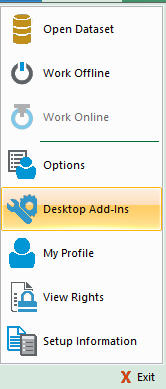 Open Dataset
Work Offline
Work Online
Options
Desktop Add-Ins
My Profile
View Rights
Setup Information
X Exit